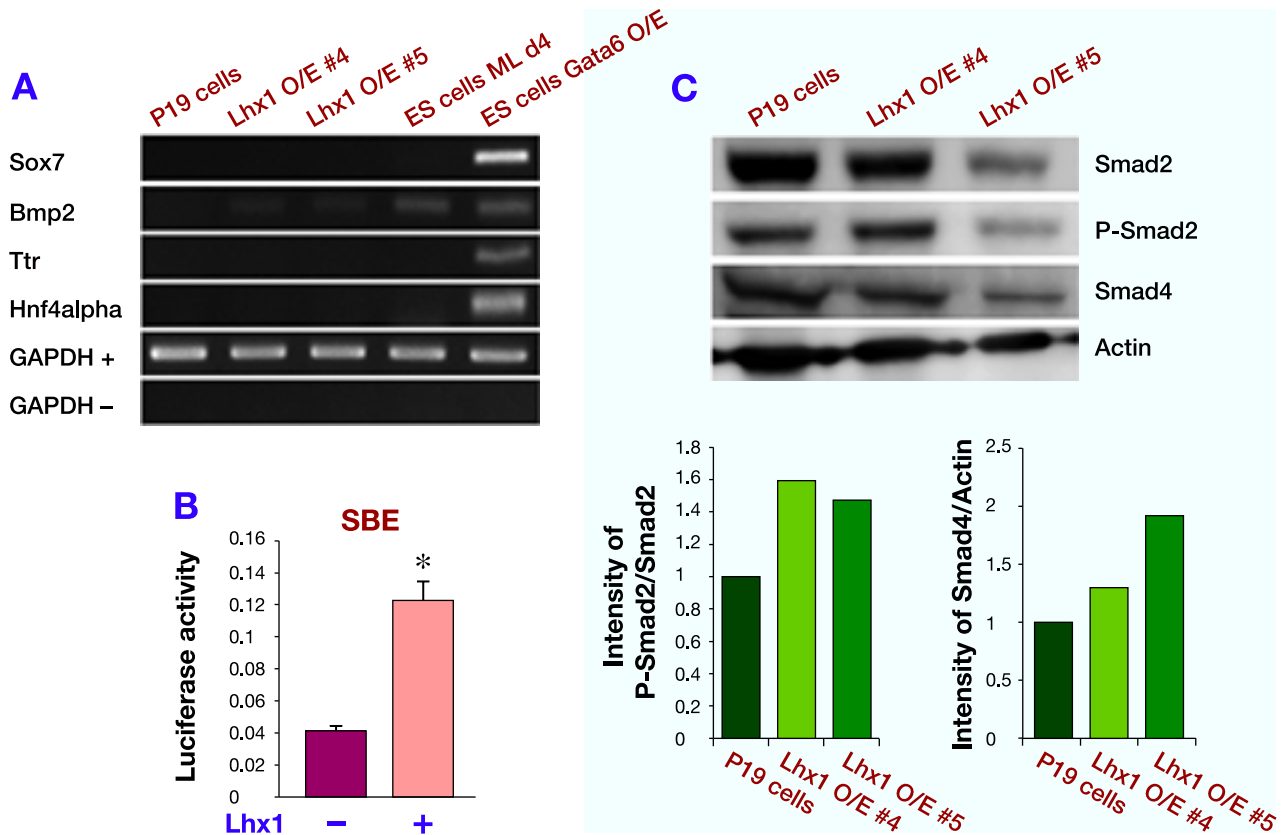 A
P19 cells
Lhx1 O/E #4
Lhx1 O/E #5
ES cells ML d4
ES cells Gata6 O/E
Sox7
Bmp2
Ttr
Hnf4alpha
GAPDH +
GAPDH –
B
SBE
Luciferase activity
0.16
0.14
0.12
0.1
0.08
0.06
0.04
0.02
0
*
Lhx1 – +
C
P19 cells
Lhx1 O/E #4
Lhx1 O/E #5
Smad2
P-Smad2
Smad4
Actin
Intensity of
P-Smad2/Smad2
1.8
1.6
1.4
1.2
1
0.8
0.6
0.4
0.2
0
P19 cells
Lhx1 O/E #4
Lhx1 O/E #5
Intensity of Smad4/Actin
2.5
2
1.5
1
0.5
0
P19 cells
Lhx1 O/E #4
Lhx1 O/E #5